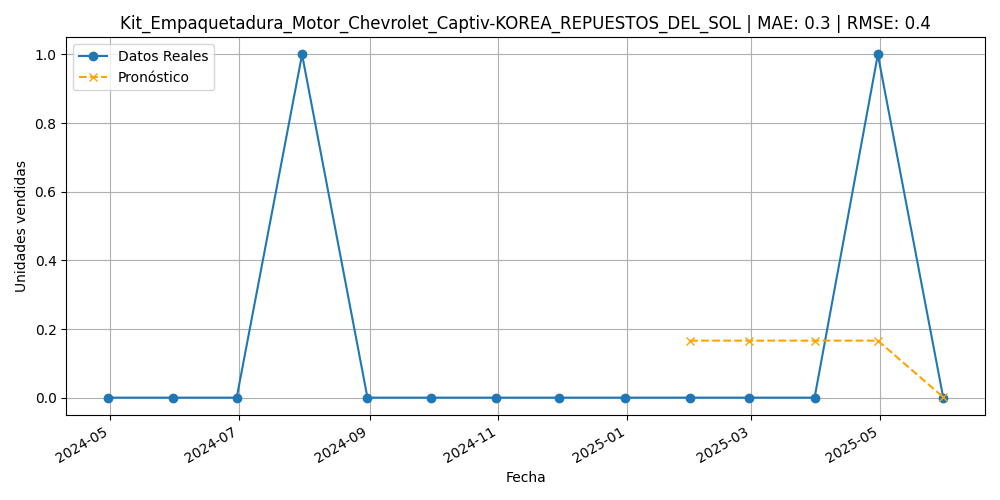 Kit_Empaquetadura_Motor_Chevrolet_Captiv-KOREA_REPUESTOS_DEL_SOL | MAE: 0.3 | RMSE: 0.4
Datos Reales
Pronóstico
Unidades vendidas
1.0
0.8
0.6
0.4
0.2
0.0
2024-05
2024-07
2024-09
2024-11
2025-01
2025-03
2025-05
Fecha